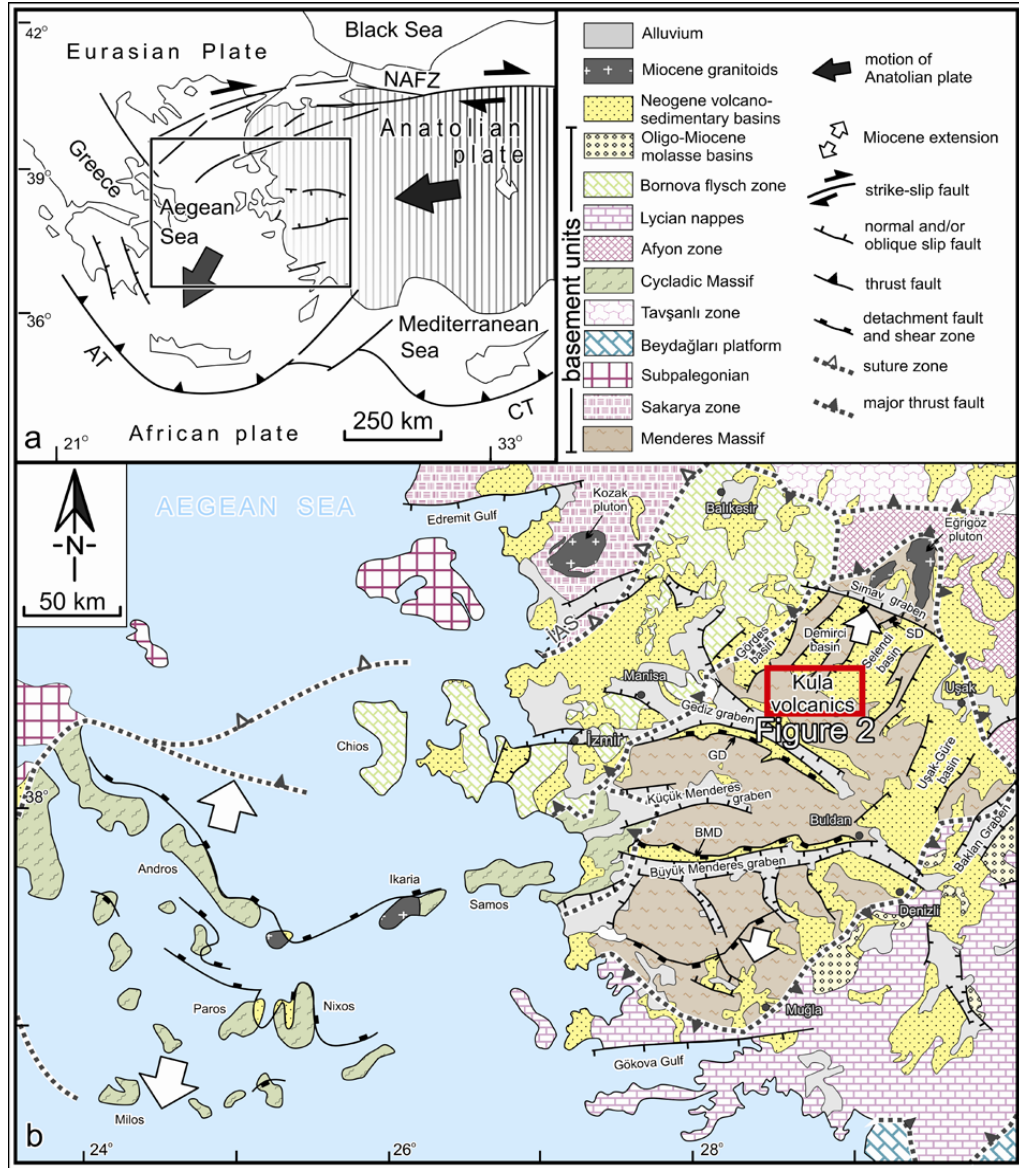 42°
Eurasian Plate
Black Sea
NAFZ
Anatolian
plate
39°
Greece
Aegean
Sea
36°
Mediterranean
Sea
AT
CT
African plate
250 km
a
21°
33°
Alluvium
Miocene granitoids
Neogene volcano-
sedimentary basins
Oligo-Miocene
molasse basins
Bornova flysch zone
Lycian nappes
Afyon zone
Cycladic Massif
Tavşanlı zone
Beydağları platform
Subpalegonian
Sakarya zone
Menderes Massif
basement units
motion of
Anatolian plate
Miocene extension
strike-slip fault
normal and/or
oblique slip fault
thrust fault
detachment fault
and shear zone
suture zone
major thrust fault
-N-
50 km
AEGEAN SEA
Edremit Gulf
Kozak
pluton
Balıkesir
Eğrigöz
pluton
Simav graben
SD
Demirci
basin
Selendi
basin
Gördes
basin
IAS
Manisa
Kula
volcanics
Figure 2
Uşak
Gediz graben
İzmir
GD
Chios
Uşak-Güre
basin
38°
Küçük Menderes
graben
Buldan
BMD
Büyük Menderes graben
Baklan Graben
Andros
Ikaria
Samos
Denizli
Paros
Nixos
Muğla
Gökova Gulf
Milos
b
24°
26°
28°